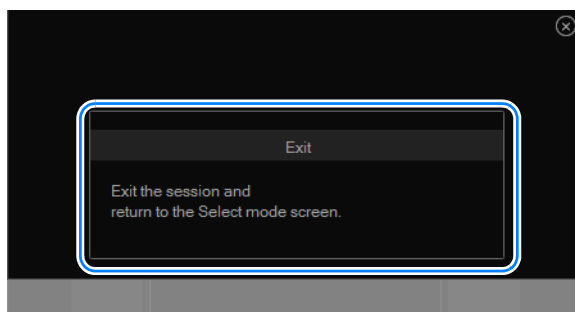 Exit
Exit the session and
return to the Select mode screen.